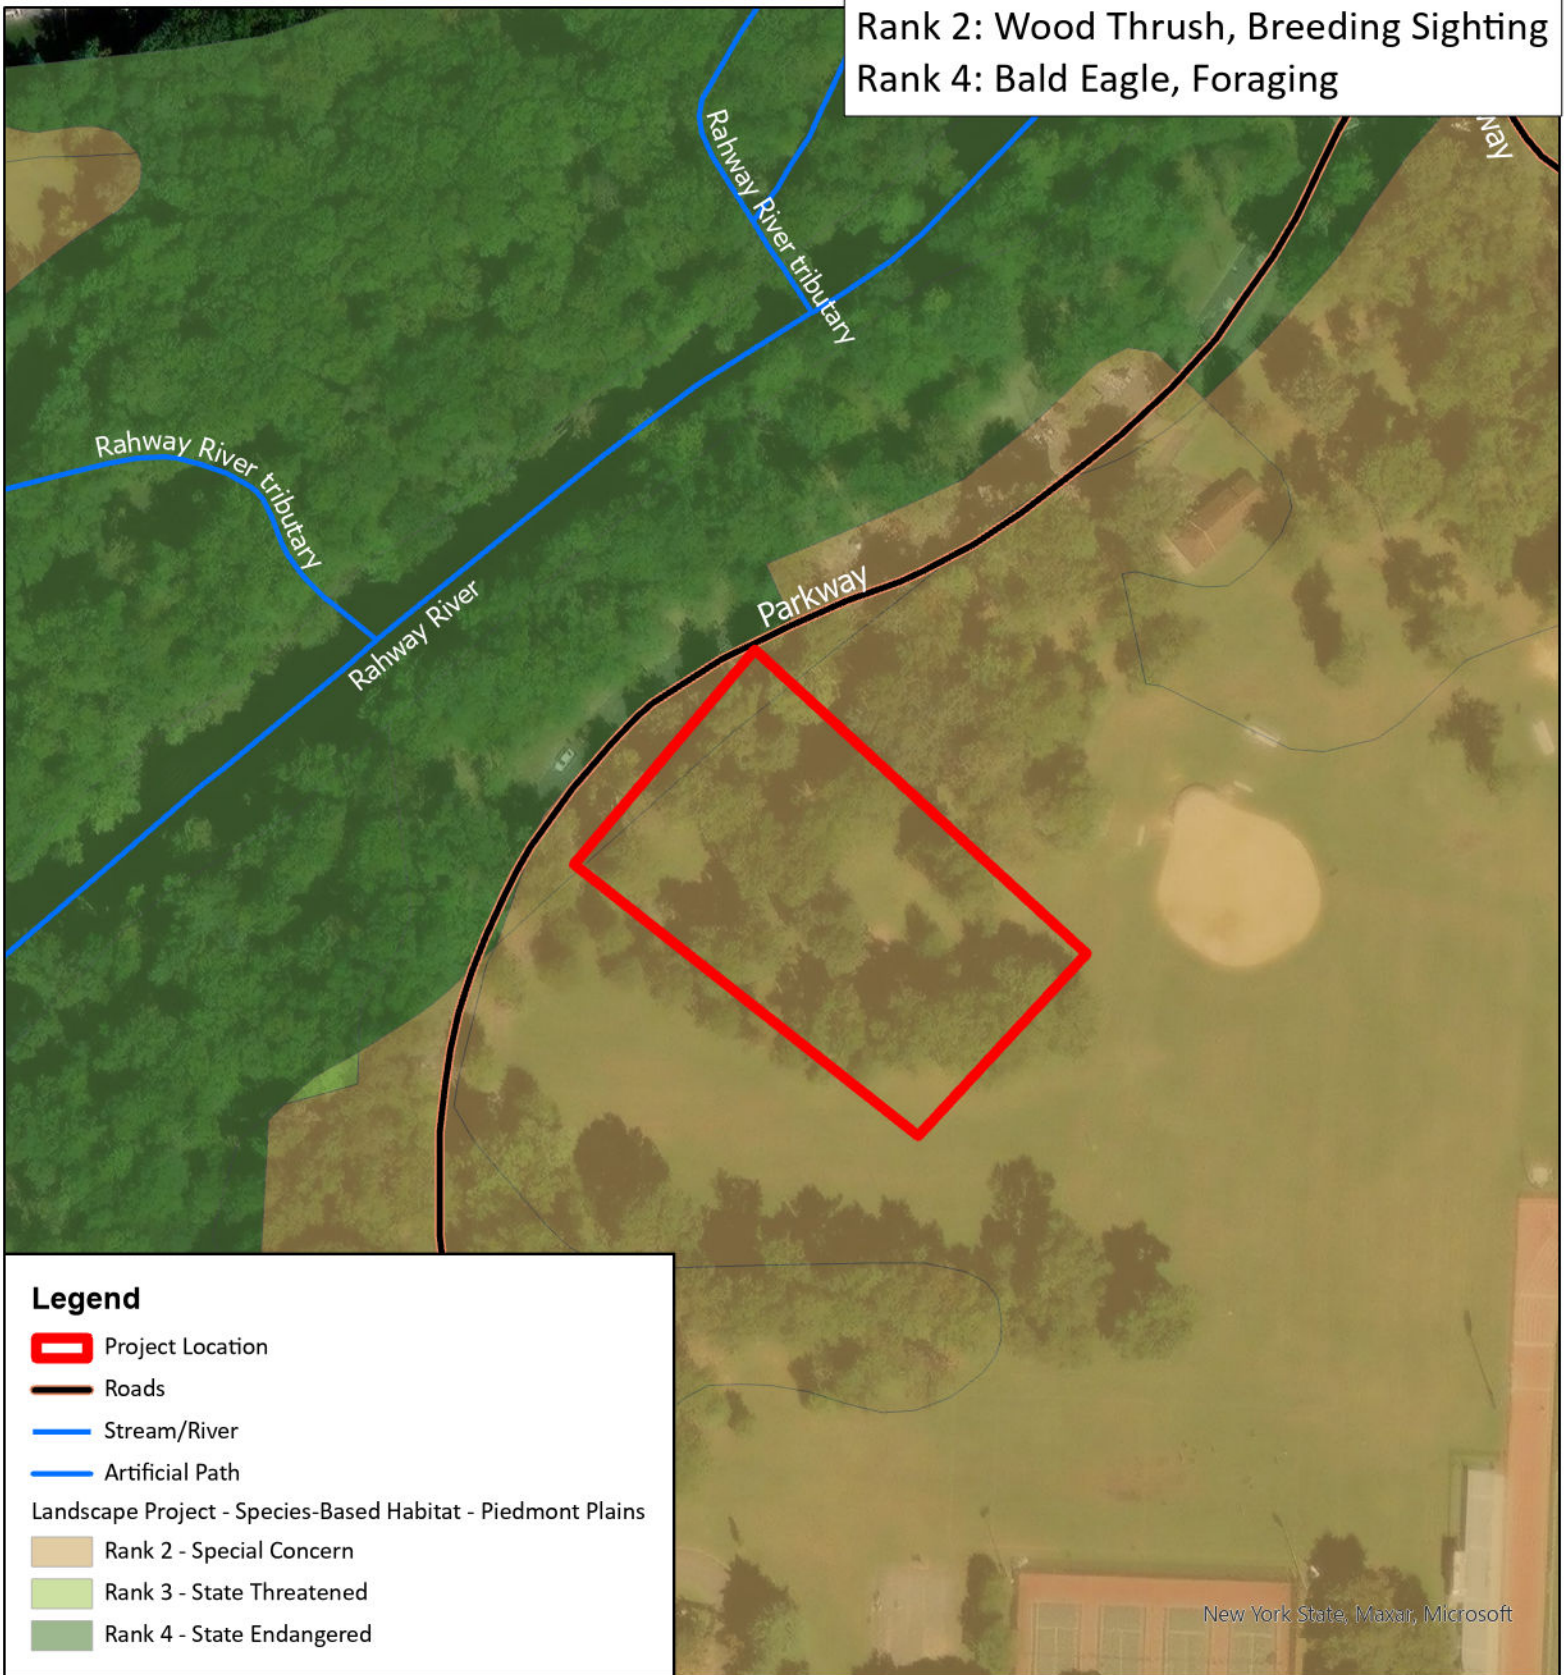 Rank 2: Wood Thrush, Breeding Sighting
Rank 4: Bald Eagle, Foraging
way
Rahway River tributary
Rahway River tributary
Rahway River
Parkway
Legend
Project Location
Roads
Stream/River
Artificial Path
Landscape Project - Species-Based Habitat - Piedmont Plains
Rank 2 - Special Concern
Rank 3 - State Threatened
Rank 4 - State Endangered
New York State, Maxar, Microsoft